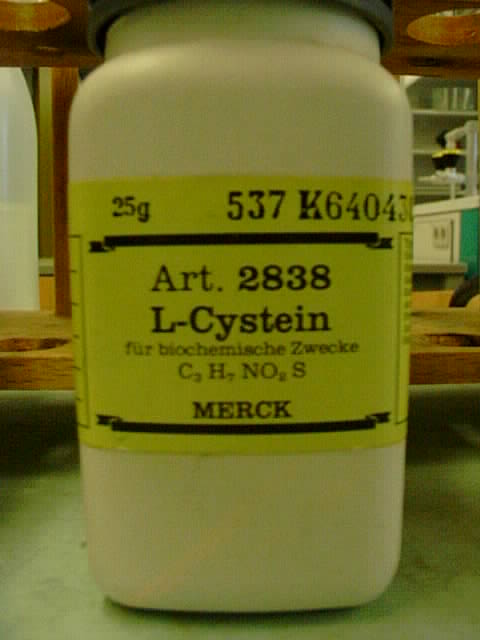 25g 537 K6404
Art. 2838
L-Cystein
für biochemische Zwecke
C₃ H₇ NO₂ S
MERCK